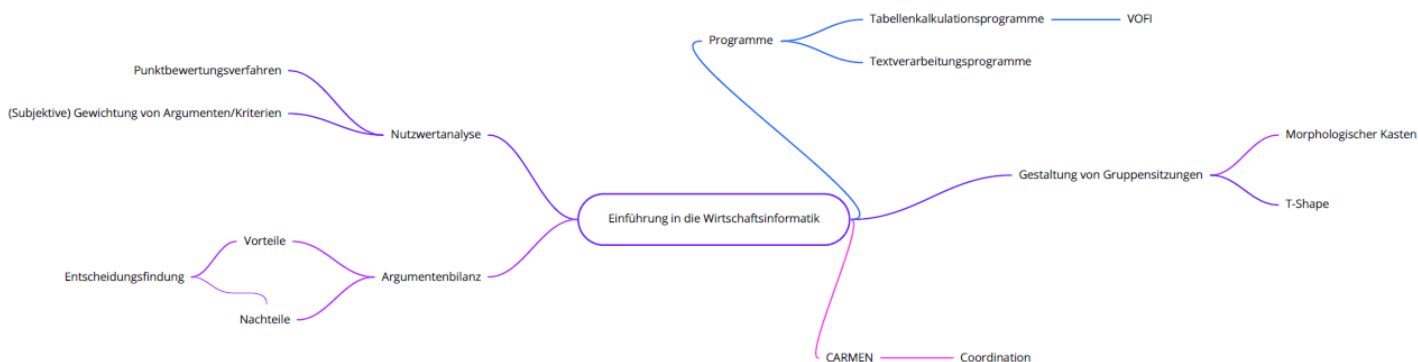 Tabellenkalkulationsprogramme
VOFI
Programme
Textverarbeitungsprogramme
Punktbewertungsverfahren
(Subjektive) Gewichtung von Argumenten/Kriterien
Nutzwertanalyse
Morphologischer Kasten
Gestaltung von Gruppensitzungen
T-Shape
Einführung in die Wirtschaftsinformatik
Vorteile
Entscheidungsfindung
Argumentenbilanz
Nachteile
CARMEN
Coordination